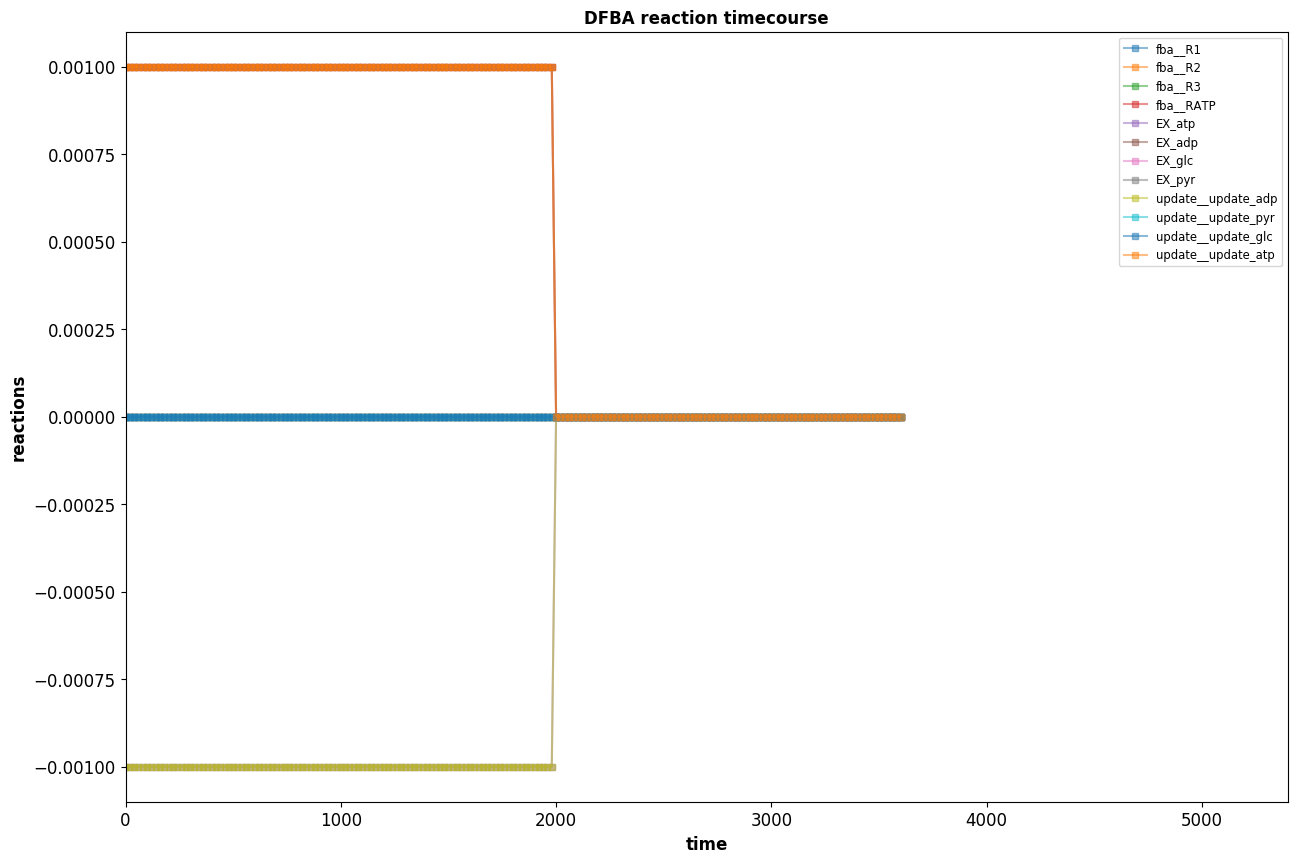 DFBA reaction timecourse
0.00100
0.00075
0.00050
0.00025
0.00000
−0.00025
−0.00050
−0.00075
−0.00100
reactions
0 1000 2000 3000 4000 5000
time
fba__R1
fba__R2
fba__R3
fba__RATP
EX_atp
EX_adp
EX_glc
EX_pyr
update__update_adp
update__update_pyr
update__update_glc
update__update_atp